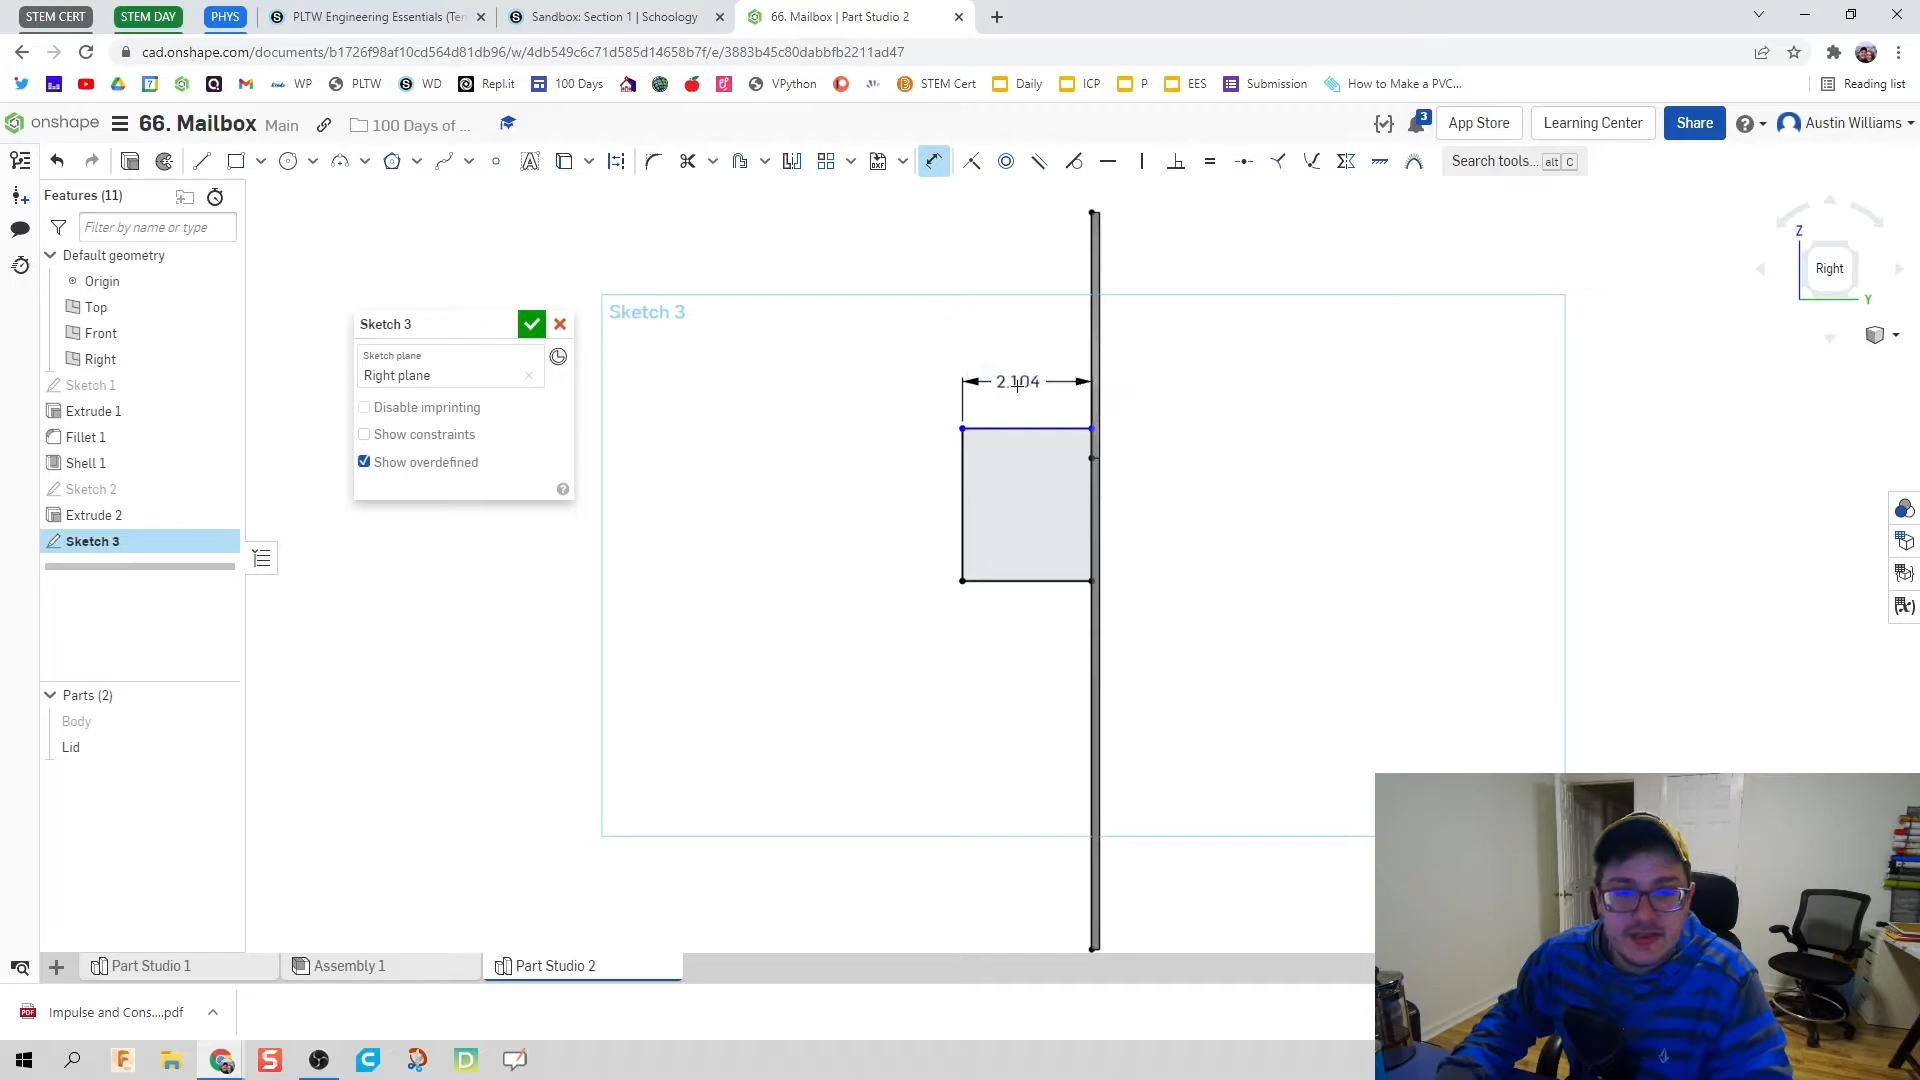 STEM CERT
STEM DAY
PHYS
PLTW Engineering Essentials (Ter
Sandbox: Section 1 | Schoology
66. Mailbox | Part Studio 2
cad.onshape.com/documents/b1726f98af10cd564d81db96/w/4db549c6c71d585d14658b7f/e/3883b45c80dabbfb2211ad47
WP
PLTW
WD
Repl.it
100 Days
VPython
STEM Cert
Daily
ICP
P
EES
Submission
How to Make a PVC...
Reading list
onshape
66. Mailbox Main
100 Days of ...
3
App Store
Learning Center
Share
Austin Williams
Search tools... alt C
Features (11)
Filter by name or type
Default geometry
Origin
Top
Front
Right
Sketch 1
Extrude 1
Fillet 1
Shell 1
Sketch 2
Extrude 2
Sketch 3
Parts (2)
Body
Lid
Sketch 3
Sketch plane
Right plane
Disable imprinting
Show constraints
Show overdefined
Sketch 3
2.104
Z
Right
Y
Part Studio 1
Assembly 1
Part Studio 2
PDF
Impulse and Cons....pdf